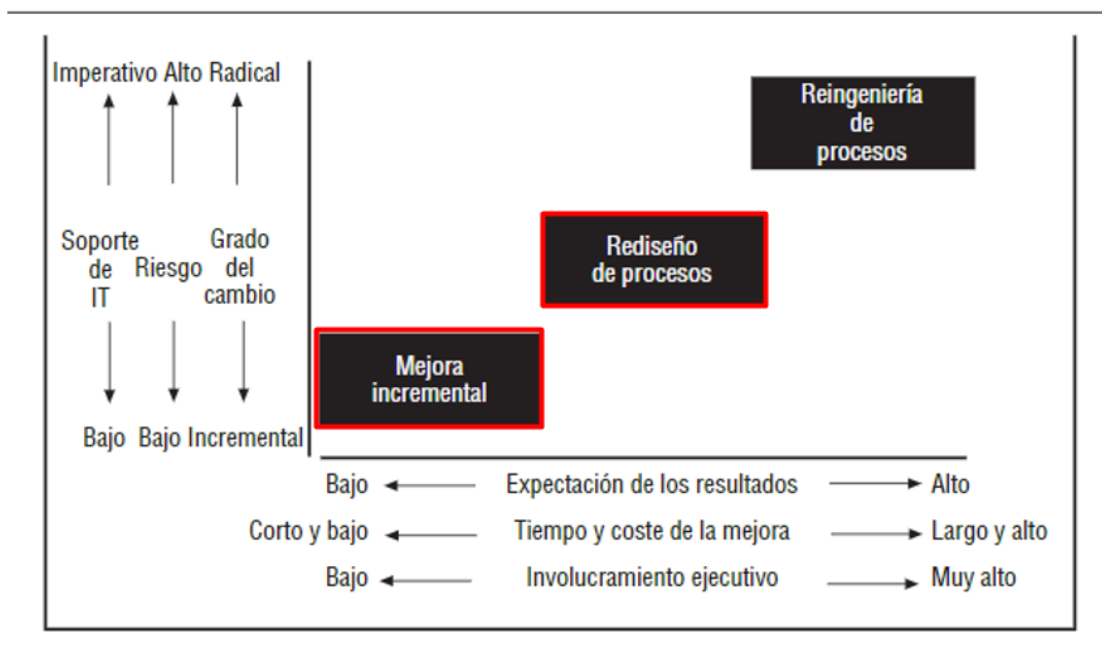 Imperativo Alto Radical
Reingeniería
de
procesos
Soporte
de
IT
Riesgo
Grado
del
cambio
Rediseño
de procesos
Mejora
incremental
Bajo Bajo Incremental
Bajo Expectación de los resultados Alto
Corto y bajo Tiempo y coste de la mejora Largo y alto
Bajo Involucramiento ejecutivo Muy alto